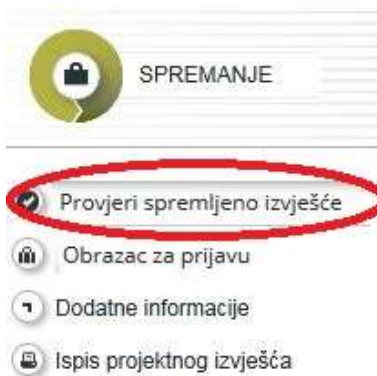 SPREMANJE
Provjeri spremljeno izvješće
Obrazac za prijavu
Dodatne informacije
Ispis projektnog izvješća